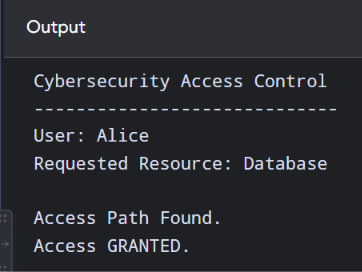 Output
Cybersecurity Access Control
-----------------------------
User: Alice
Requested Resource: Database
Access Path Found.
Access GRANTED.